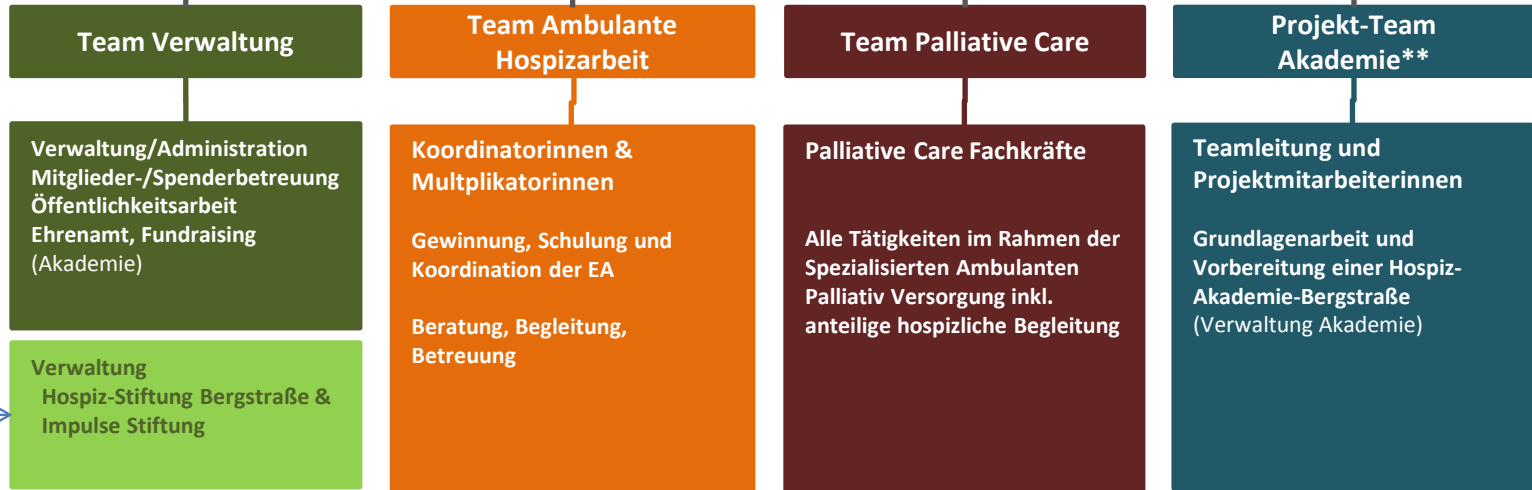 Team Verwaltung
Verwaltung/Administration
Mitglieder-/Spenderbetreuung
Öffentlichkeitsarbeit
Ehrenamt, Fundraising
(Akademie)
Verwaltung
Hospiz-Stiftung Bergstraße &
Impulse Stiftung
Team Ambulante
Hospizarbeit
Koordinatorinnen &
Multplikatorinnen
Gewinnung, Schulung und
Koordination der EA
Beratung, Begleitung,
Betreuung
Team Palliative Care
Palliative Care Fachkräfte
Alle Tätigkeiten im Rahmen der
Spezialisierten Ambulanten
Palliativ Versorgung inkl.
anteilige hospizliche Begleitung
Projekt-Team
Akademie**
Teamleitung und
Projektmitarbeiterinnen
Grundlagenarbeit und
Vorbereitung einer Hospiz-
Akademie-Bergstraße
(Verwaltung Akademie)